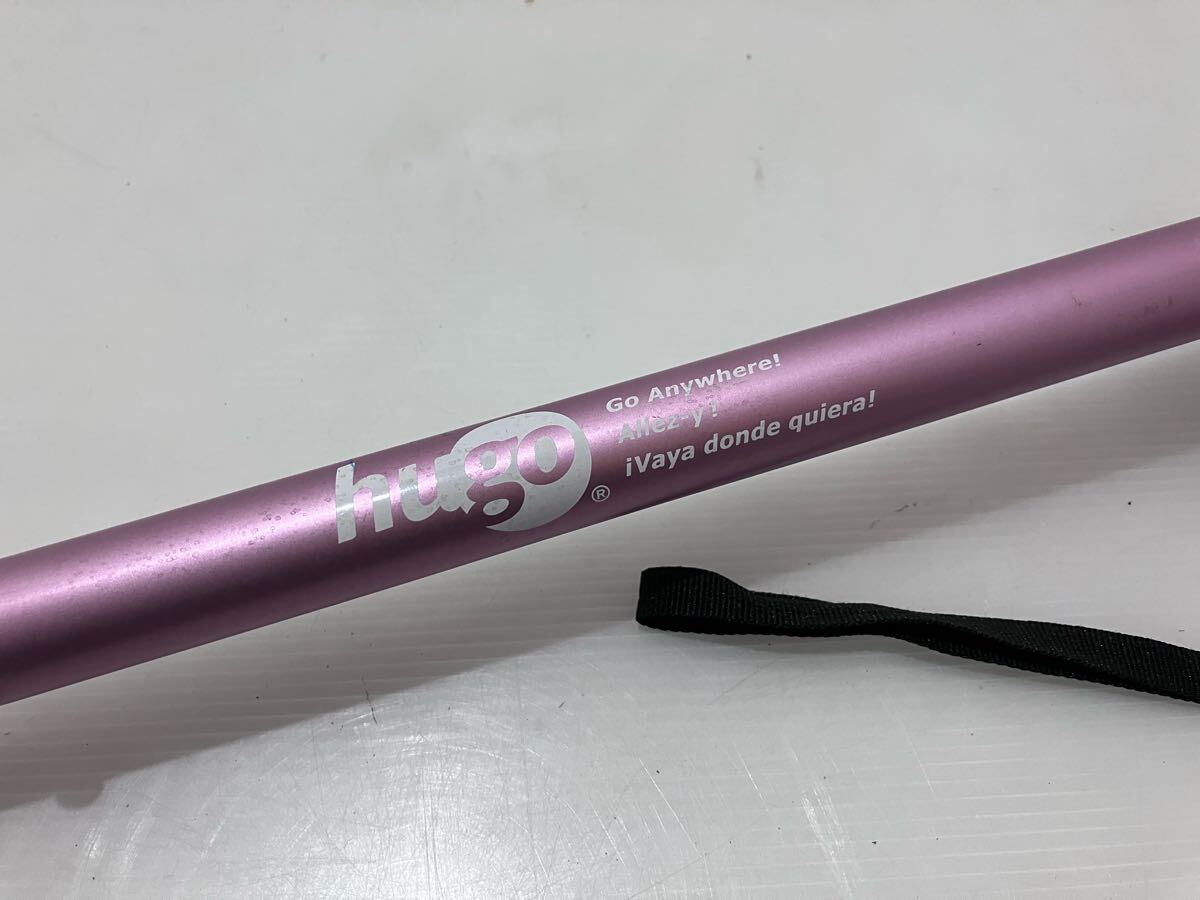 hugo®
Go Anywhere!
Allez-y !
¡Vaya donde quiera!